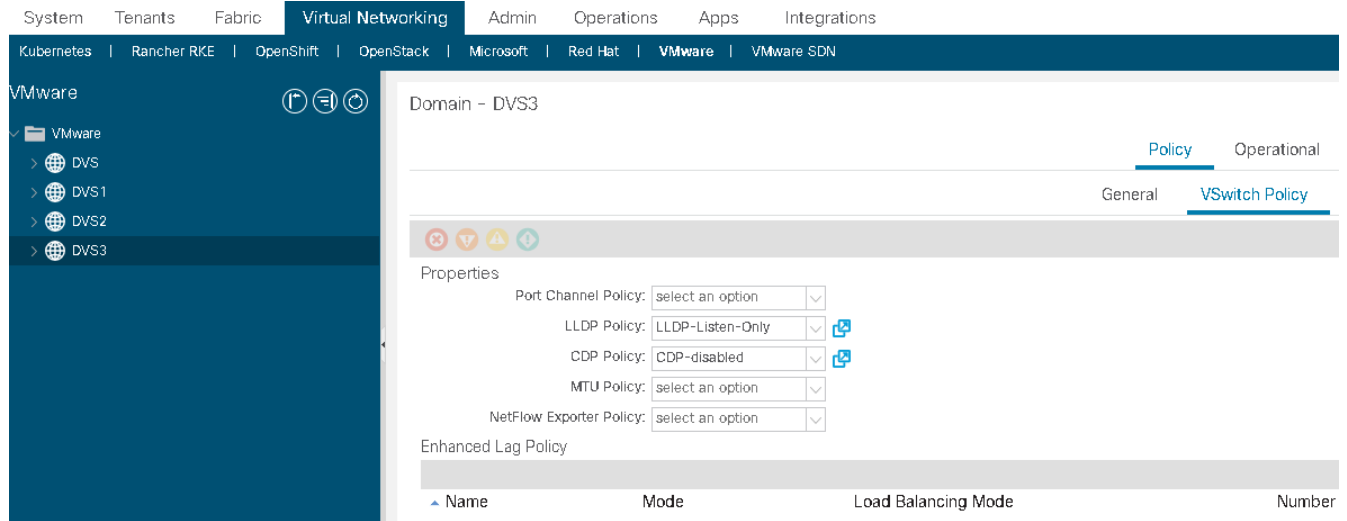 System Tenants Fabric Virtual Networking Admin Operations Apps Integrations
Kubernetes | Rancher RKE | OpenShift | OpenStack | Microsoft | Red Hat | VMware | VMware SDN
VMware
VMware
DVS
DVS1
DVS2
DVS3
Domain - DVS3
Policy Operational
General VSwitch Policy
Properties
Port Channel Policy: select an option
LLDP Policy: LLDP-Listen-Only
CDP Policy: CDP-disabled
MTU Policy: select an option
NetFlow Exporter Policy: select an option
Enhanced Lag Policy
Name Mode Load Balancing Mode Number